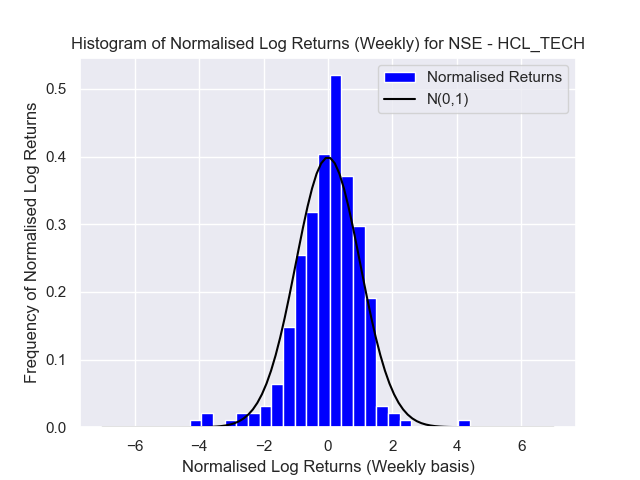 Histogram of Normalised Log Returns (Weekly) for NSE - HCL_TECH
Normalised Returns
N(0,1)
Frequency of Normalised Log Returns
0.5
0.4
0.3
0.2
0.1
0.0
−6 −4 −2 0 2 4 6
Normalised Log Returns (Weekly basis)